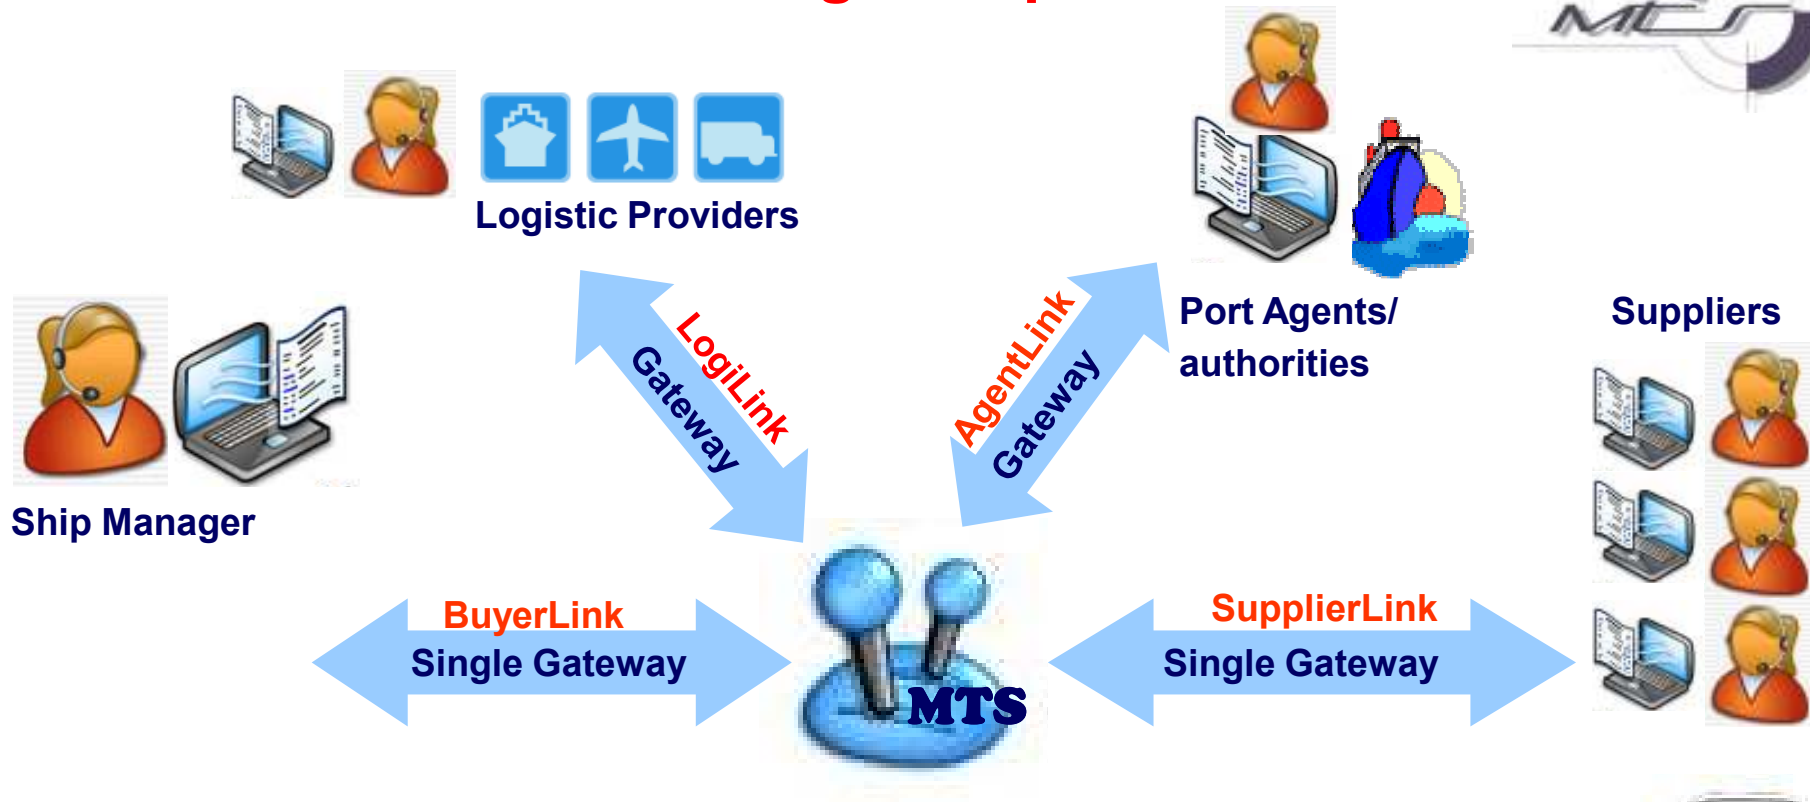 MCS
Logistic Providers
Port Agents/
authorities
Suppliers
Ship Manager
LogiLink
Gateway
AgentLink
Gateway
BuyerLink
Single Gateway
SupplierLink
Single Gateway
MTS